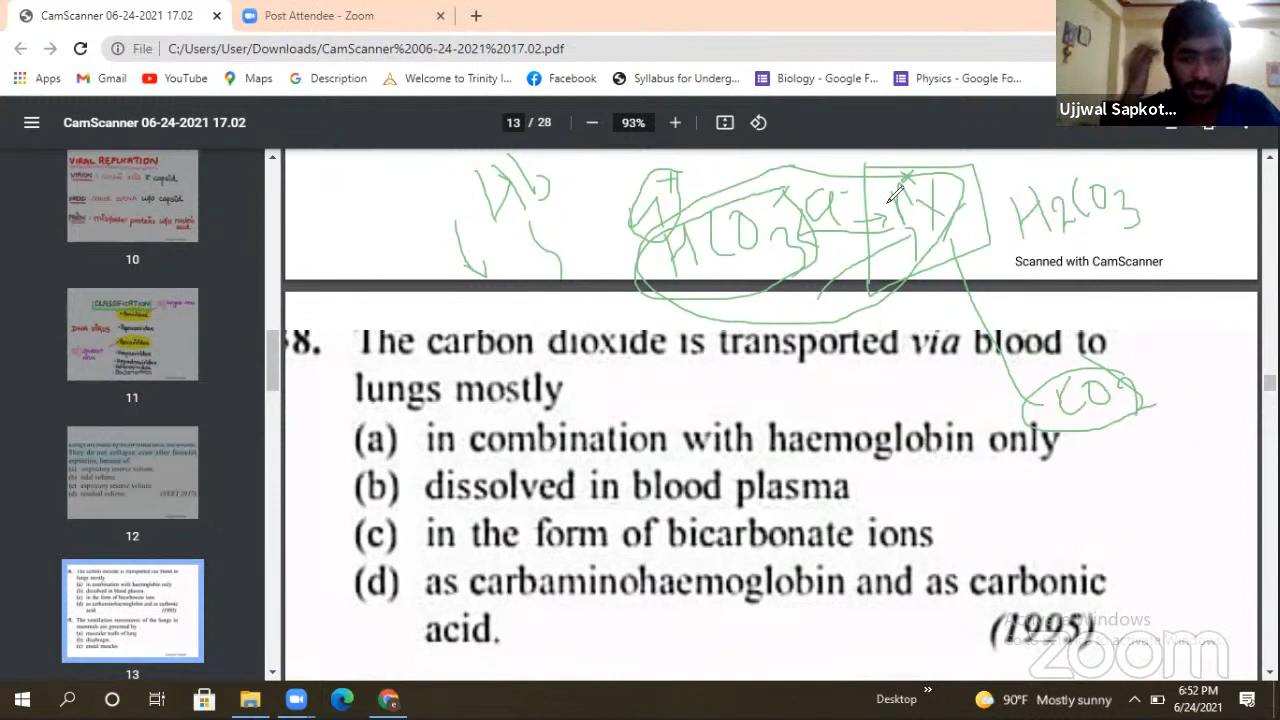 CamScanner 06-24-2021 17.02
Post Attendee - Zoom
File C:/Users/User/Downloads/CamScanner%2006-24-2021%2017.02.pdf
Apps Gmail YouTube Maps Description Welcome to Trinity I... Facebook Syllabus for Underg... Biology - Google F... Physics - Google Fo...
Ujjwal Sapkot...
CamScanner 06-24-2021 17.02
13 / 28
93%
VIRAL REPLICATION
10
CLASSIFICATION
DNA VIRUS
11
12
13
Hb
HCO3
H2CO3
Scanned with CamScanner
The carbon dioxide is transported via blood to
lungs mostly
(a) in combination with haemoglobin only
(b) dissolved in blood plasma
(c) in the form of bicarbonate ions
(d) as carbaminohaemoglobin and as carbonic
acid.
zoom
Desktop
90°F Mostly sunny
6:52 PM
6/24/2021